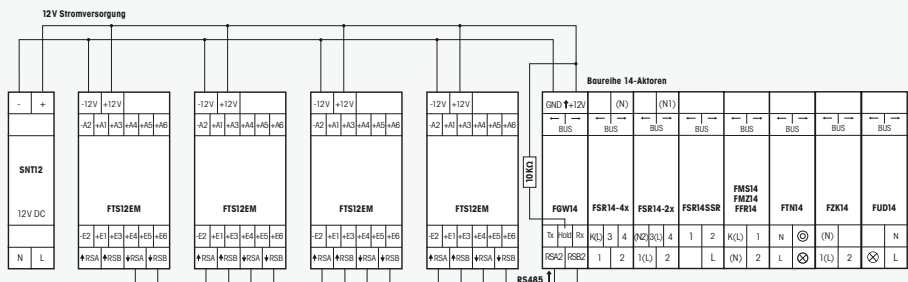 12V Stromversorgung
Baureihe 14-Aktoren
- + -12V +12V -12V +12V -12V +12V -12V +12V GND ↑+12V (N) (N1)
-A2 +A1 +A3 +A4 +A5 +A6 -A2 +A1 +A3 +A4 +A5 +A6 -A2 +A1 +A3 +A4 +A5 +A6 -A2 +A1 +A3 +A4 +A5 +A6 ← → ← → ← → ← → ← → ← → ← → ← →
BUS BUS BUS BUS BUS BUS BUS BUS
10KΩ
SNT12
FMS14
FMZ14
12V DC FTS12EM FTS12EM FTS12EM FTS12EM FGW14 FSR14-4x FSR14-2x FSR14SSR FFR14 FTN14 FZK14 FUD14
-E2 +E1 +E3 +E4 +E5 +E6 -E2 +E1 +E3 +E4 +E5 +E6 -E2 +E1 +E3 +E4 +E5 +E6 -E2 +E1 +E3 +E4 +E5 +E6 Tx Hold Rx K(L) 3 4 (N2) 3(L) 4 1 2 K(L) 1 N (N) N
N L ↑RSA ↑RSB ↓RSA ↓RSB ↑RSA ↑RSB ↓RSA ↓RSB ↑RSA ↑RSB ↓RSA ↓RSB ↑RSA ↑RSB ↓RSA ↓RSB RSA2 RSB2 1 2 1(L) 2 L (N) 2 L 1(L) 2 L
RS485 ↑